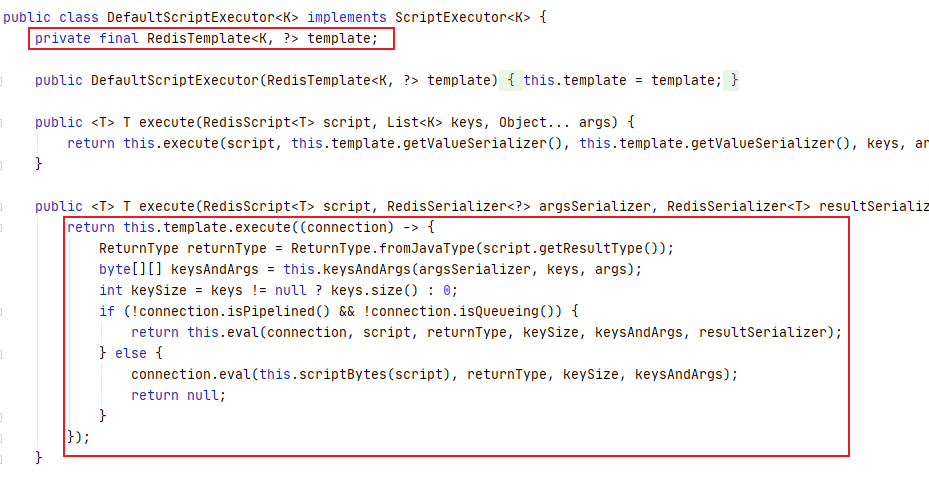 public class DefaultScriptExecutor<K> implements ScriptExecutor<K> {
    private final RedisTemplate<K, ?> template;
    public DefaultScriptExecutor(RedisTemplate<K, ?> template) { this.template = template; }
    public <T> T execute(RedisScript<T> script, List<K> keys, Object... args) {
        return this.execute(script, this.template.getValueSerializer(), this.template.getValueSerializer(), keys, ar
    }
    public <T> T execute(RedisScript<T> script, RedisSerializer<?> argsSerializer, RedisSerializer<T> resultSerializ
        return this.template.execute((connection) -> {
            ReturnType returnType = ReturnType.fromJavaType(script.getResultType());
            byte[][] keysAndArgs = this.keysAndArgs(argsSerializer, keys, args);
            int keySize = keys != null ? keys.size() : 0;
            if (!connection.isPipelined() && !connection.isQueueing()) {
                return this.eval(connection, script, returnType, keySize, keysAndArgs, resultSerializer);
            } else {
                connection.eval(this.scriptBytes(script), returnType, keySize, keysAndArgs);
                return null;
            }
        });
    }